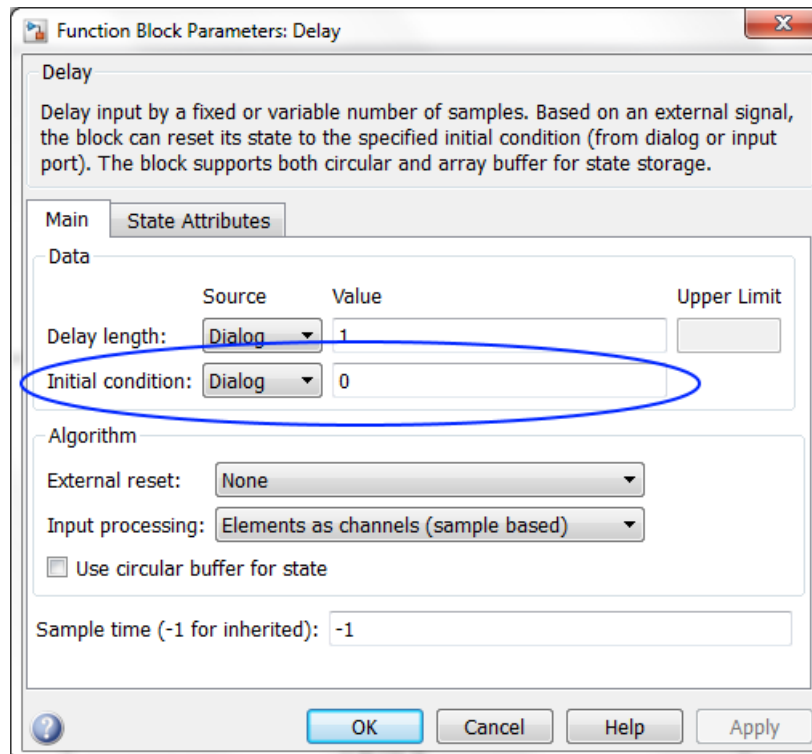 Function Block Parameters: Delay
Delay
Delay input by a fixed or variable number of samples. Based on an external signal,
the block can reset its state to the specified initial condition (from dialog or input
port). The block supports both circular and array buffer for state storage.
Main State Attributes
Data
Source Value Upper Limit
Delay length: Dialog 1
Initial condition: Dialog 0
Algorithm
External reset: None
Input processing: Elements as channels (sample based)
Use circular buffer for state
Sample time (-1 for inherited): -1
? OK Cancel Help Apply